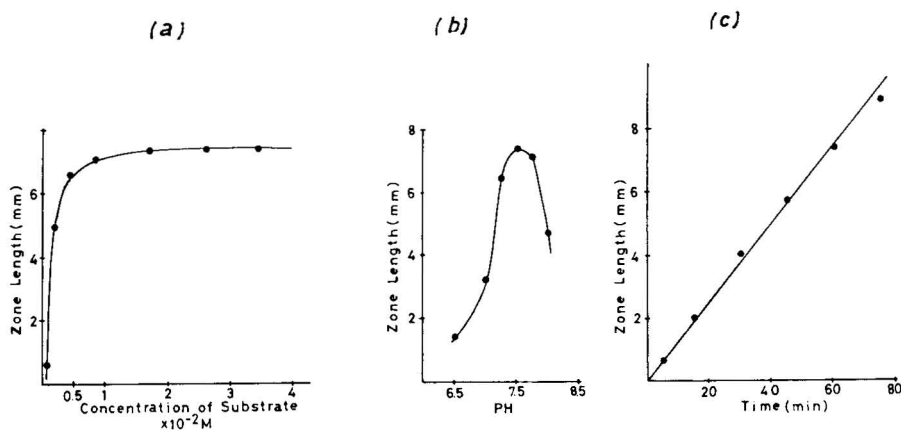 (a)
Zone Length(mm)
6
4
2
0.5 1 2 3 4
Concentration of Substrate
x10-2M
(b)
Zone Length(mm)
8
6
4
2
6.5 7.5 8.5
PH
(c)
Zone Length(mm)
8
6
4
2
20 40 60 80
Time(min)